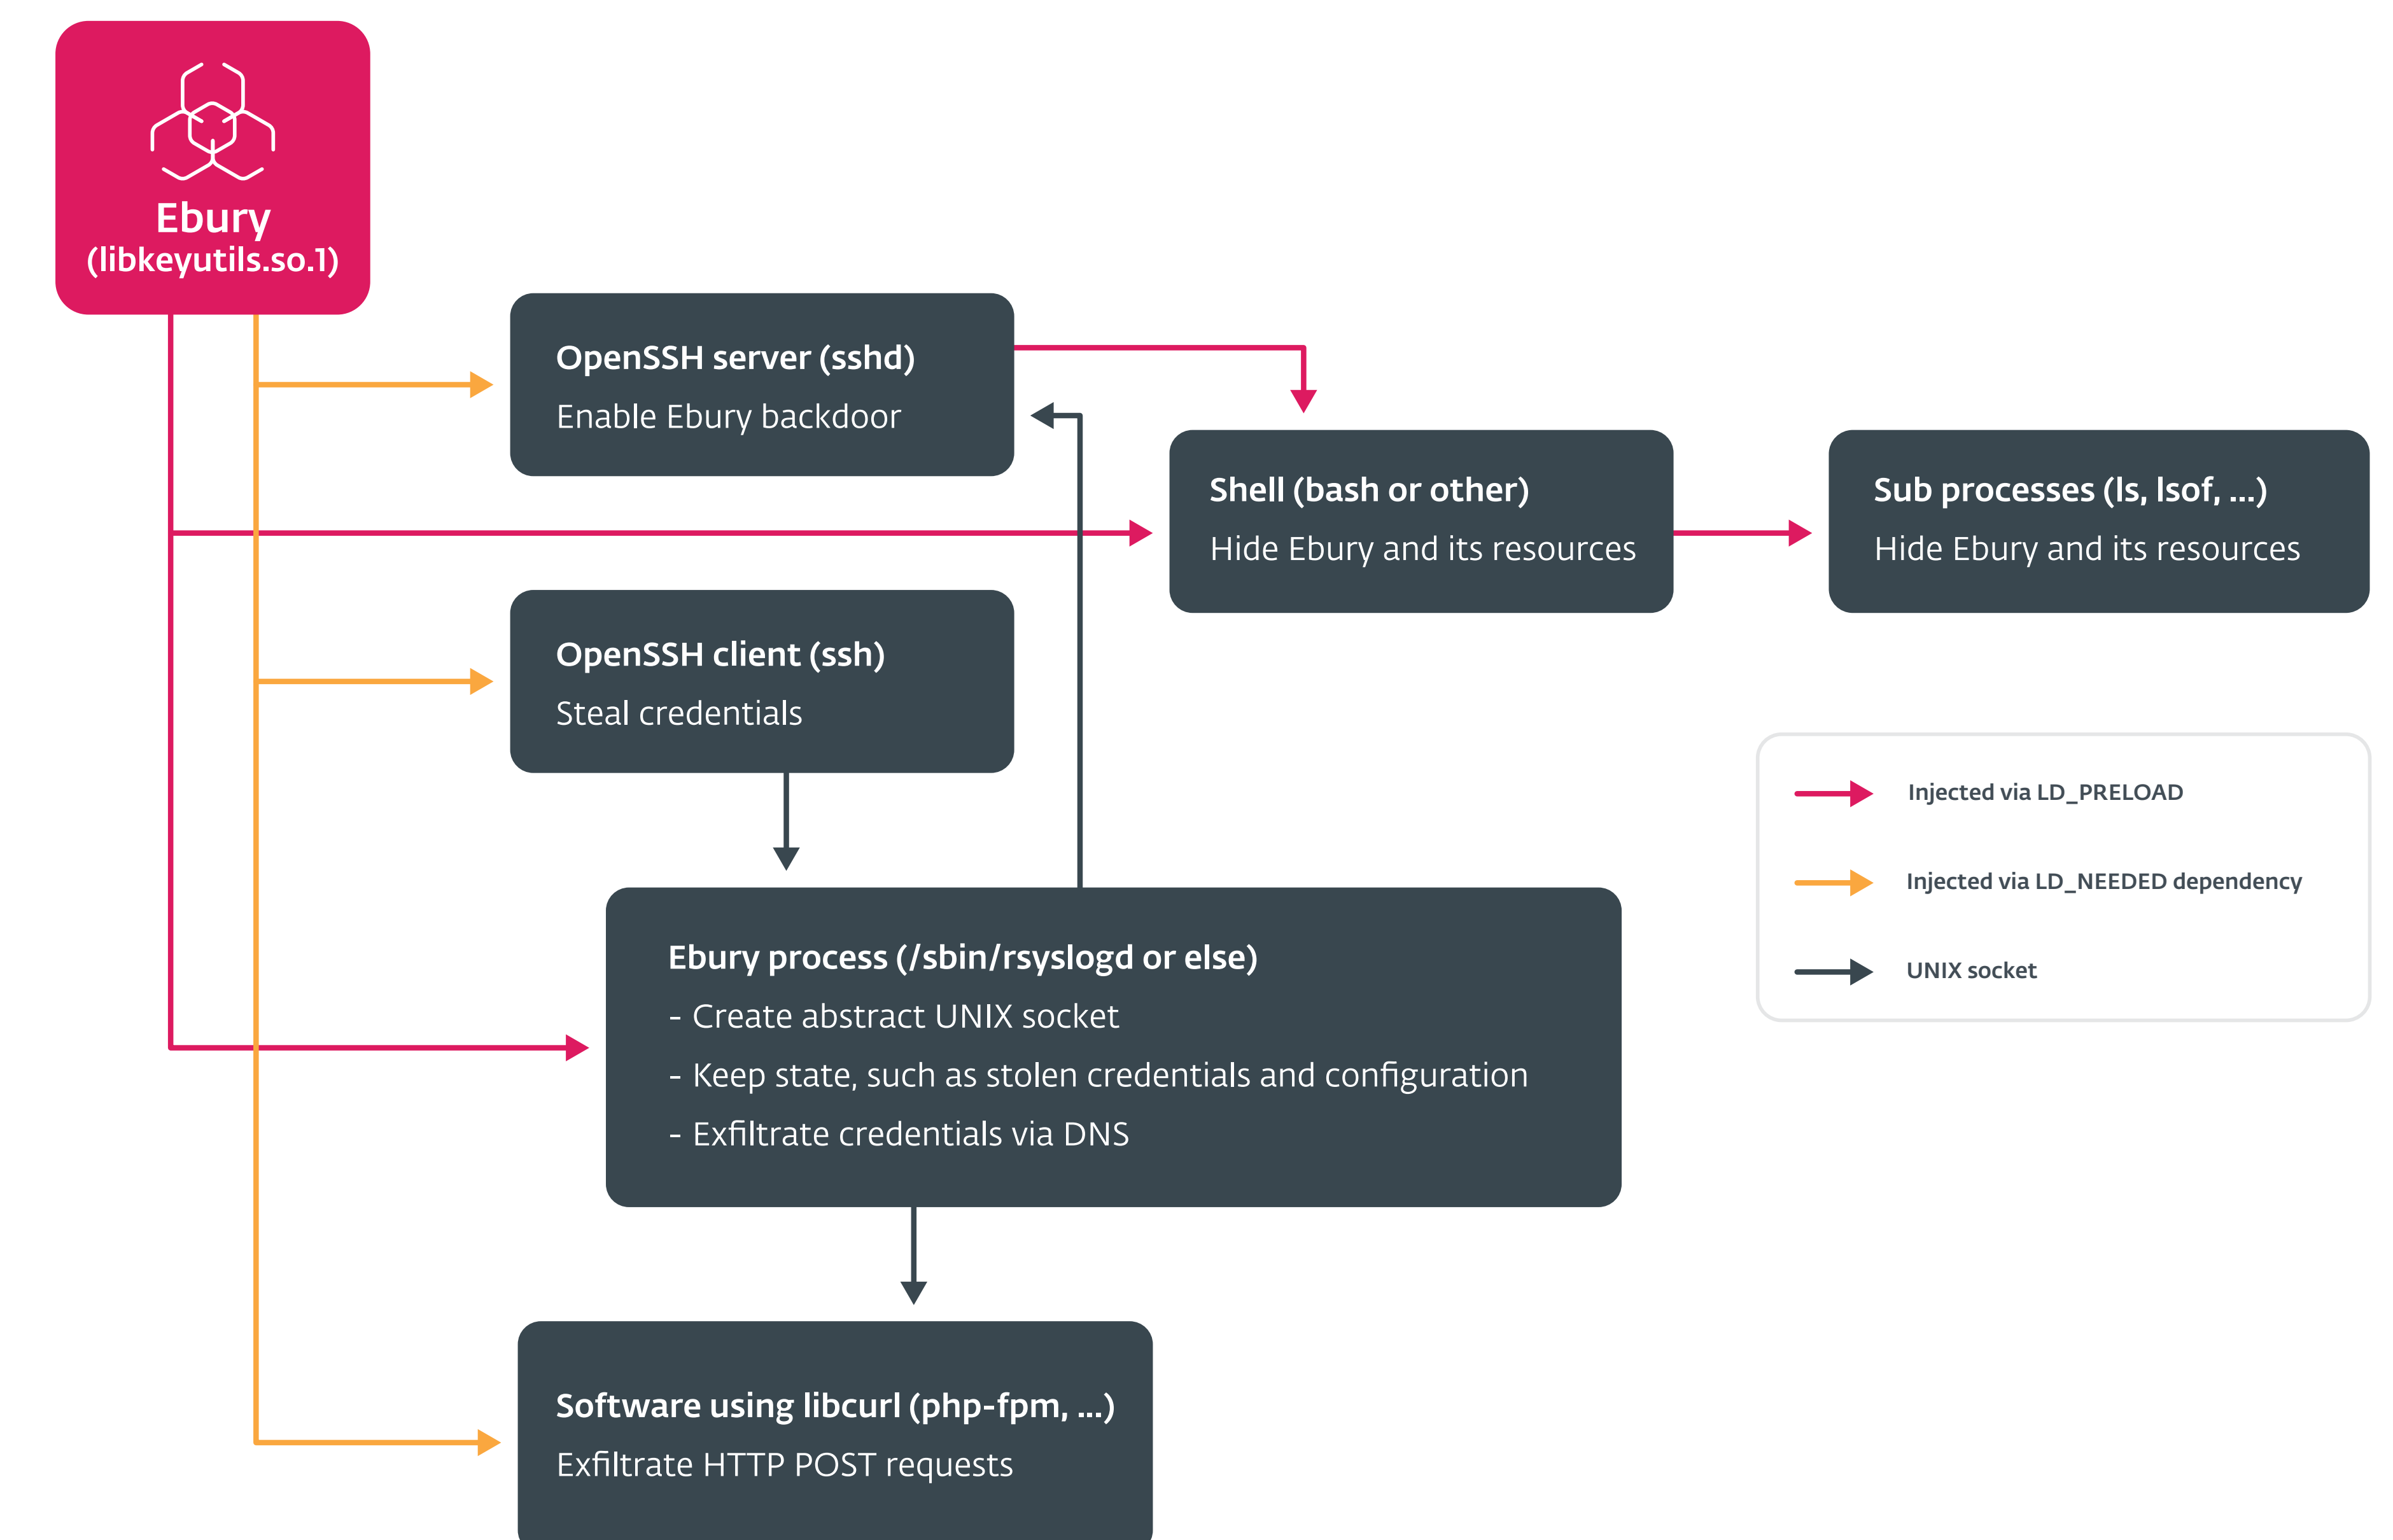 Ebury
(libkeyutils.so.1)
OpenSSH server (sshd)
Enable Ebury backdoor
Shell (bash or other)
Hide Ebury and its resources
Sub processes (ls, lsof, ...)
Hide Ebury and its resources
OpenSSH client (ssh)
Steal credentials
Injected via LD_PRELOAD
Injected via LD_NEEDED dependency
UNIX socket
Ebury process (/sbin/rsyslogd or else)
- Create abstract UNIX socket
- Keep state, such as stolen credentials and configuration
- Exfiltrate credentials via DNS
Software using libcurl (php-fpm, ...)
Exfiltrate HTTP POST requests